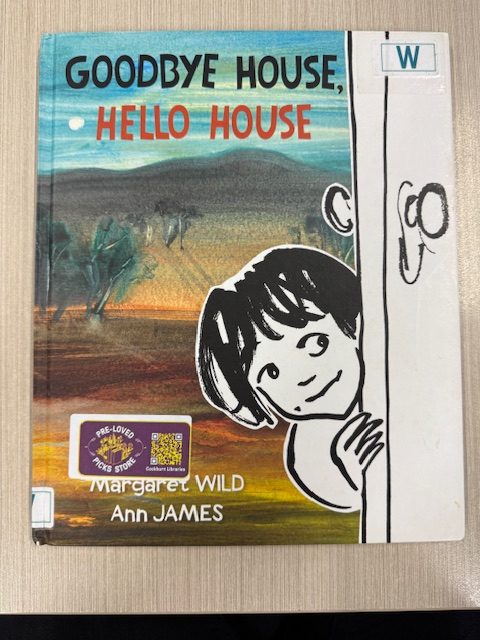 W
GOODBYE HOUSE,
HELLO HOUSE
PRE-LOVED
PICKS STORE
Cockburn Libraries
Margaret WILD
Ann JAMES